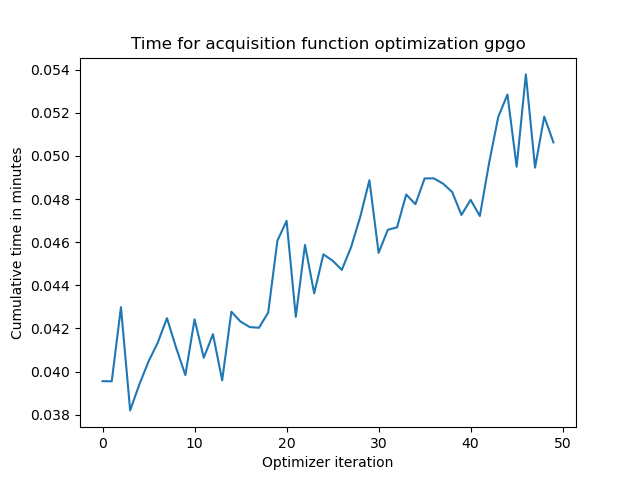 Time for acquisition function optimization gpgo
0.054
0.052
0.050
0.048
0.046
0.044
0.042
0.040
0.038
Cumulative time in minutes
0 10 20 30 40 50
Optimizer iteration